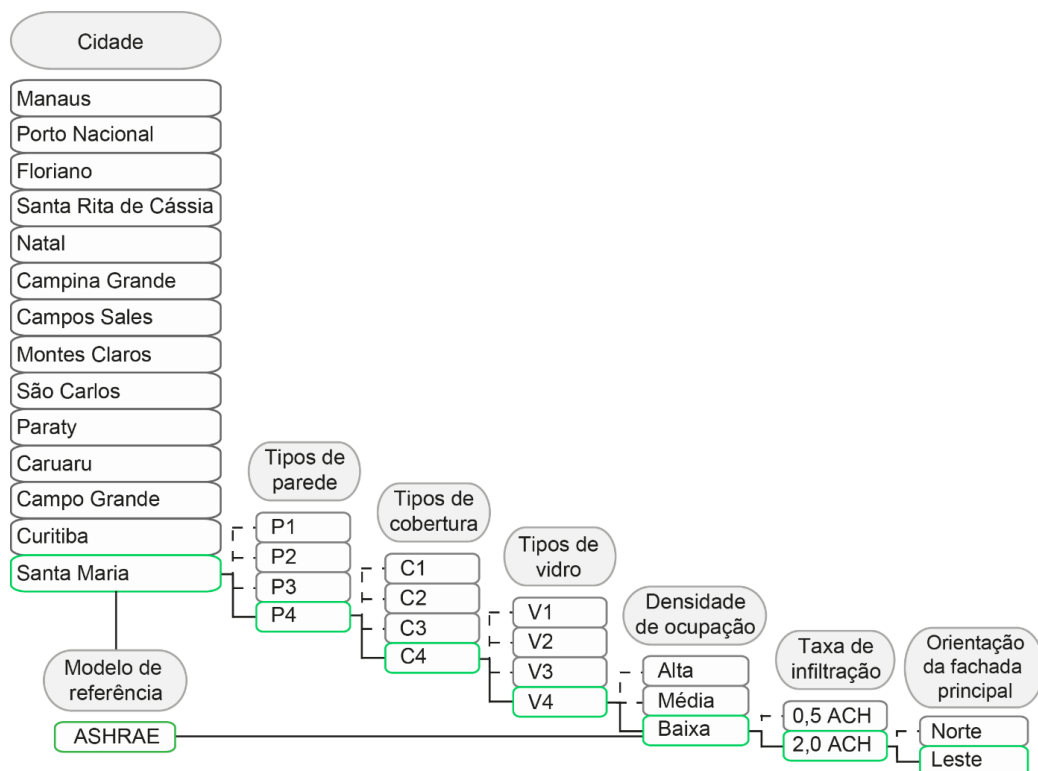 Cidade
Manaus
Porto Nacional
Floriano
Santa Rita de Cássia
Natal
Campina Grande
Campos Sales
Montes Claros
São Carlos
Paraty
Caruaru
Campo Grande
Curitiba
Santa Maria
Modelo de
referência
ASHRAE
Tipos de
parede
P1
P2
P3
P4
Tipos de
cobertura
C1
C2
C3
C4
Tipos de
vidro
V1
V2
V3
V4
Densidade
de ocupação
Alta
Média
Baixa
Taxa de
infiltração
0,5 ACH
2,0 ACH
Orientação
da fachada
principal
Norte
Leste